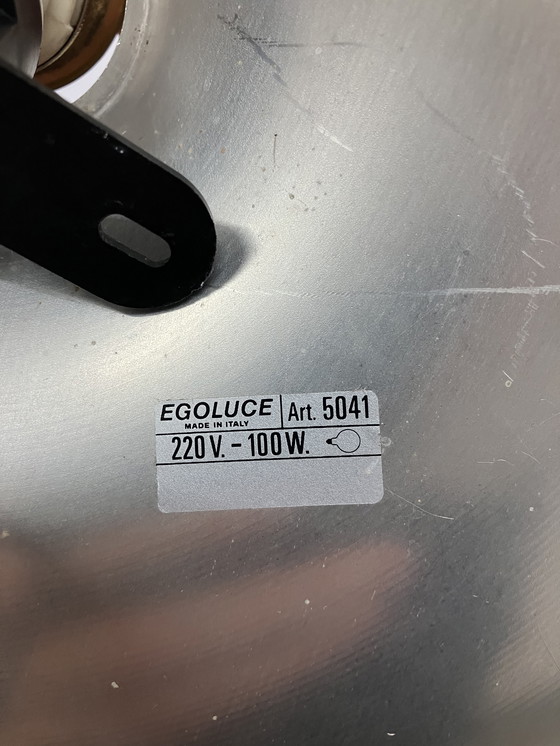 EGOLUCE Art. 5041
MADE IN ITALY
220 V. - 100 W.